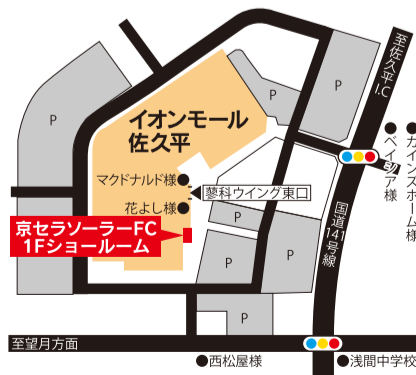 至佐久平I.C
P
P
P
イオンモール
佐久平
ベイシア様
カインズホーム様
マクドナルド様
蓼科ウイング東口
花よし様
国道141号線
P
京セラソーラーFC
1Fショールーム
P
P
P
至望月方面
西松屋様
浅間中学校